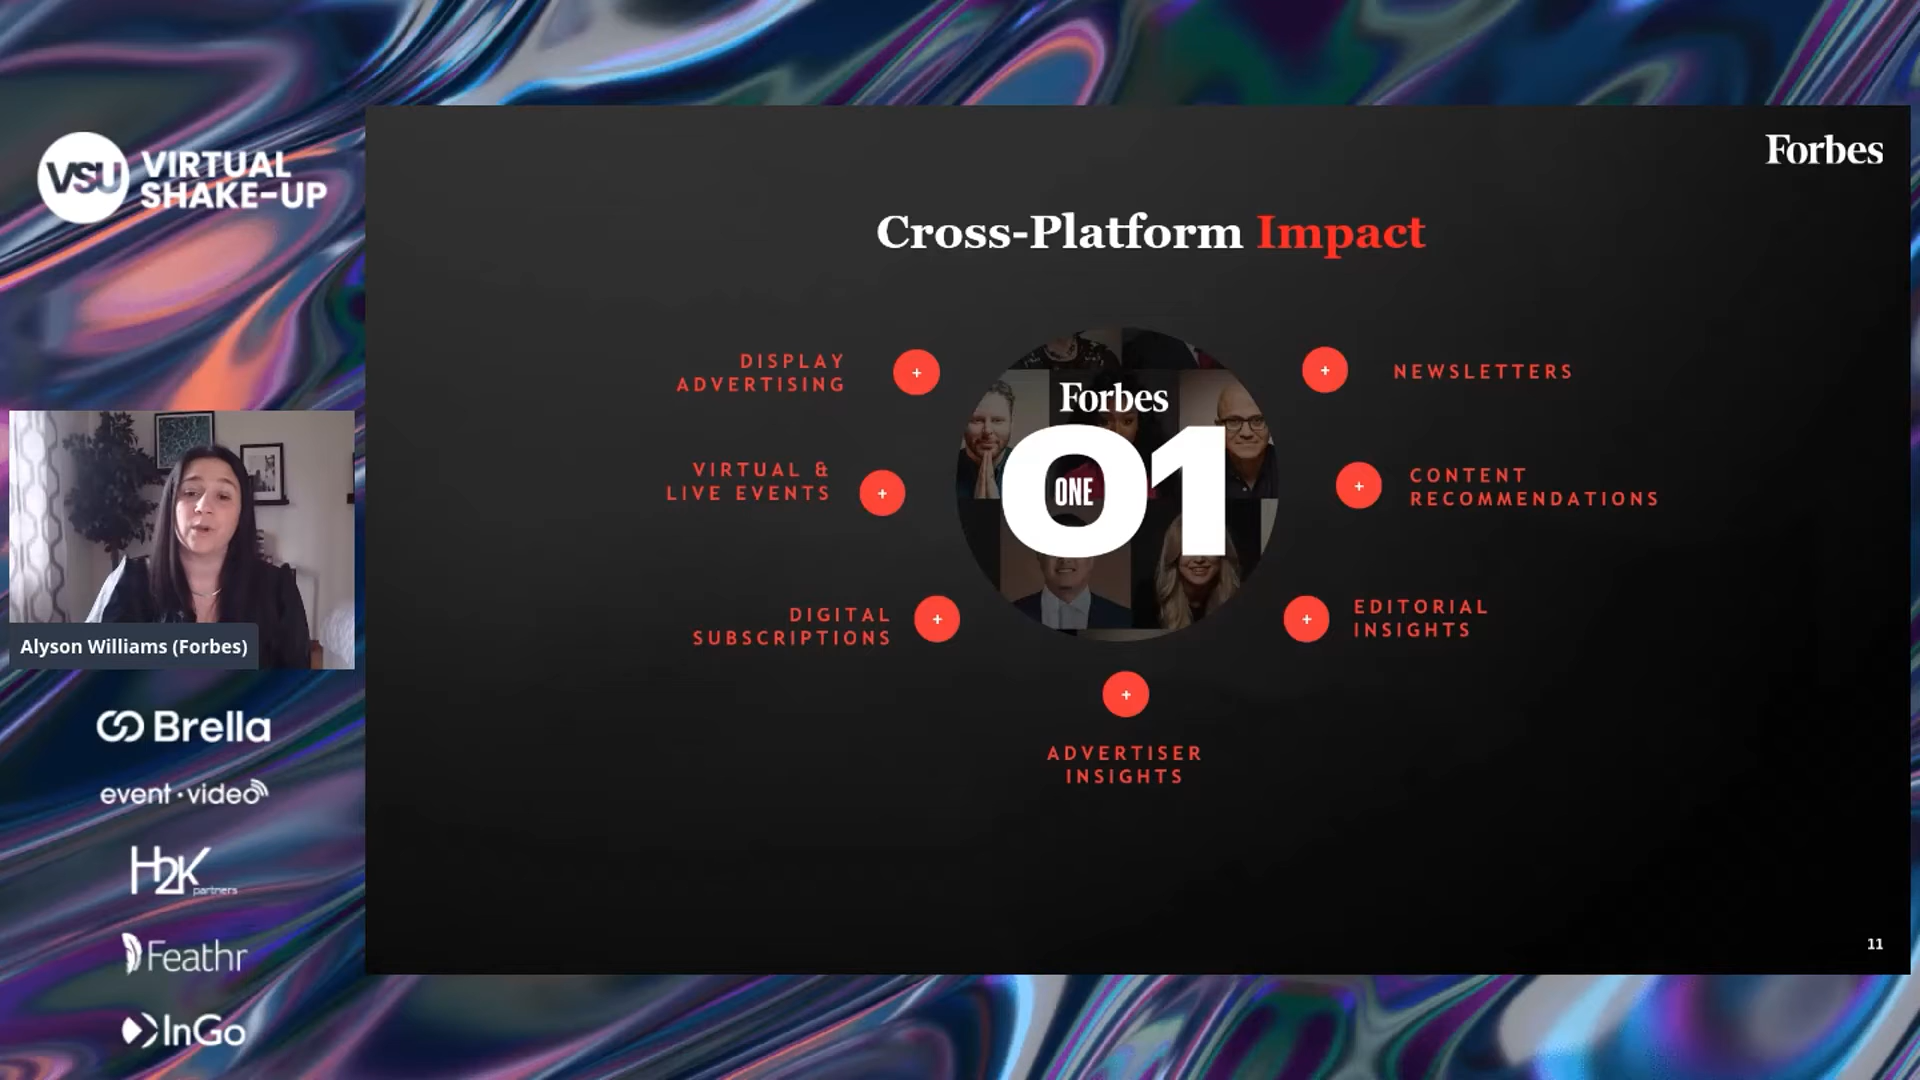 VSU VIRTUAL
SHAKE-UP
Forbes
Cross-Platform Impact
DISPLAY
ADVERTISING
+
+
NEWSLETTERS
Forbes
01
ONE
VIRTUAL &
LIVE EVENTS
+
+
CONTENT
RECOMMENDATIONS
DIGITAL
SUBSCRIPTIONS
+
+
EDITORIAL
INSIGHTS
+
ADVERTISER
INSIGHTS
11
Alyson Williams (Forbes)
Brella
event·video
H2K
partners
Feathr
InGo